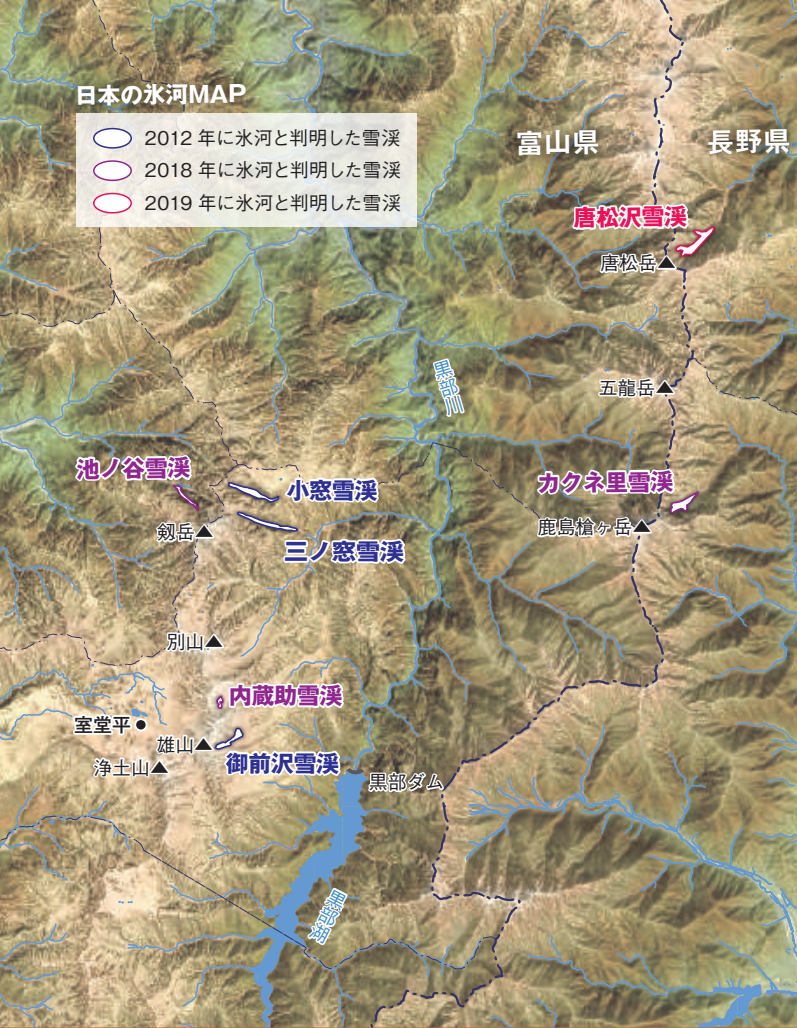 日本の氷河MAP
2012 年に氷河と判明した雪渓
2018 年に氷河と判明した雪渓
2019 年に氷河と判明した雪渓
富山県
長野県
唐松沢雪渓
唐松岳
黒部川
五龍岳
池ノ谷雪渓
小窓雪渓
カクネ里雪渓
剱岳
鹿島槍ヶ岳
三ノ窓雪渓
別山
内蔵助雪渓
室堂平
雄山
御前沢雪渓
浄土山
黒部ダム
黒部湖